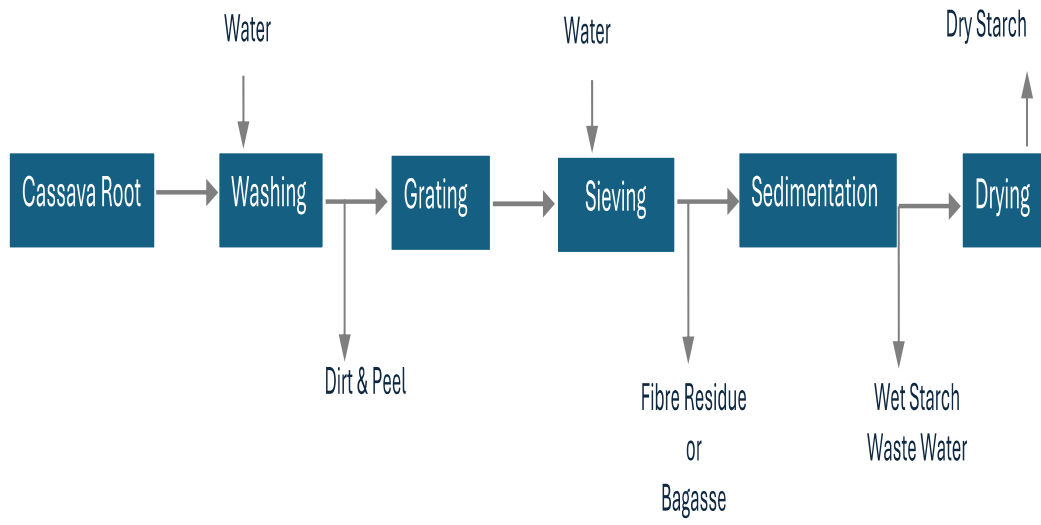 Water
Water
Dry Starch
Cassava Root
Washing
Grating
Sieving
Sedimentation
Drying
Dirt & Peel
Fibre Residue
or
Bagasse
Wet Starch
Waste Water